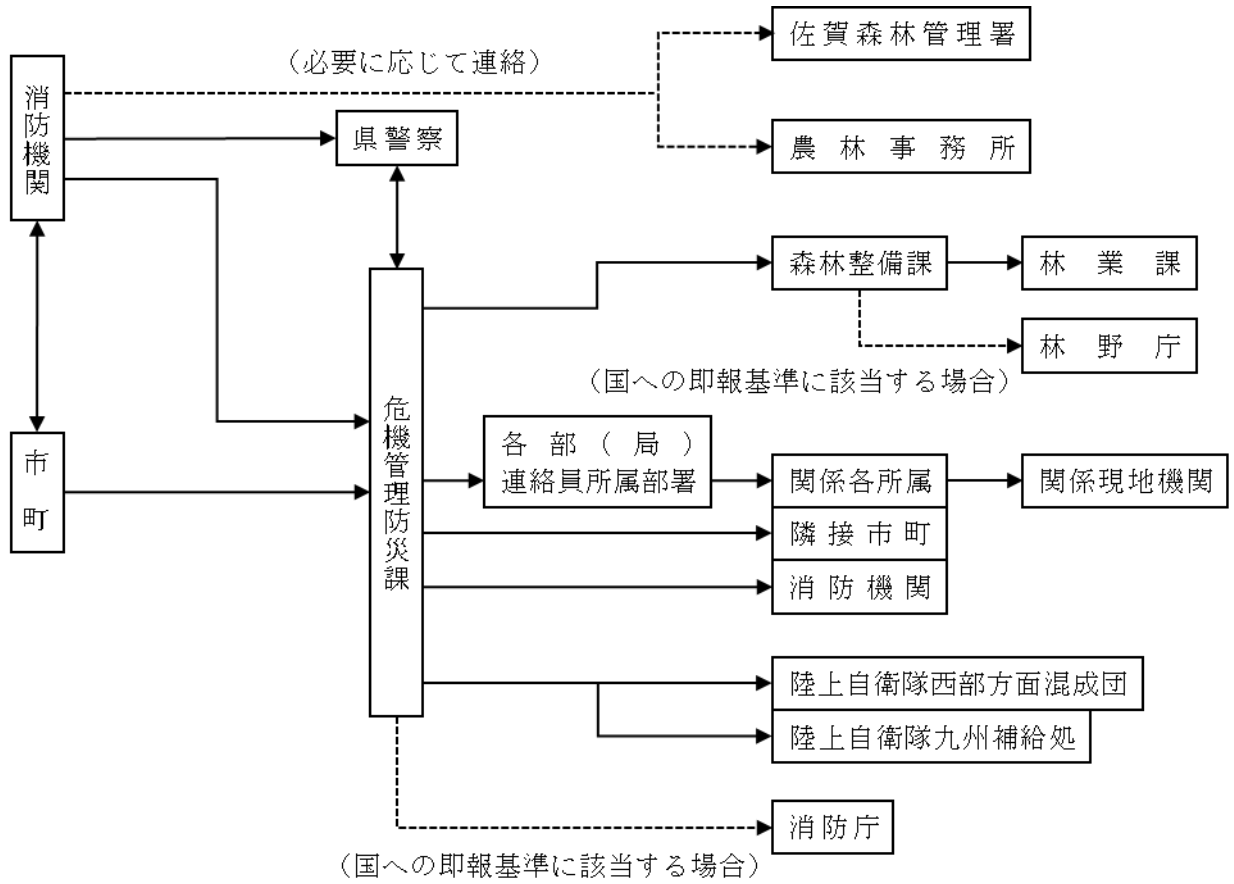 佐賀森林管理署
（必要に応じて連絡）
消防機関
県警察
農林事務所
森林整備課
林業課
林野庁
（国への即報基準に該当する場合）
危機管理防災課
市町
各部（局）
連絡員所属部署
関係各所属
関係現地機関
隣接市町
消防機関
陸上自衛隊西部方面混成団
陸上自衛隊九州補給処
消防庁
（国への即報基準に該当する場合）